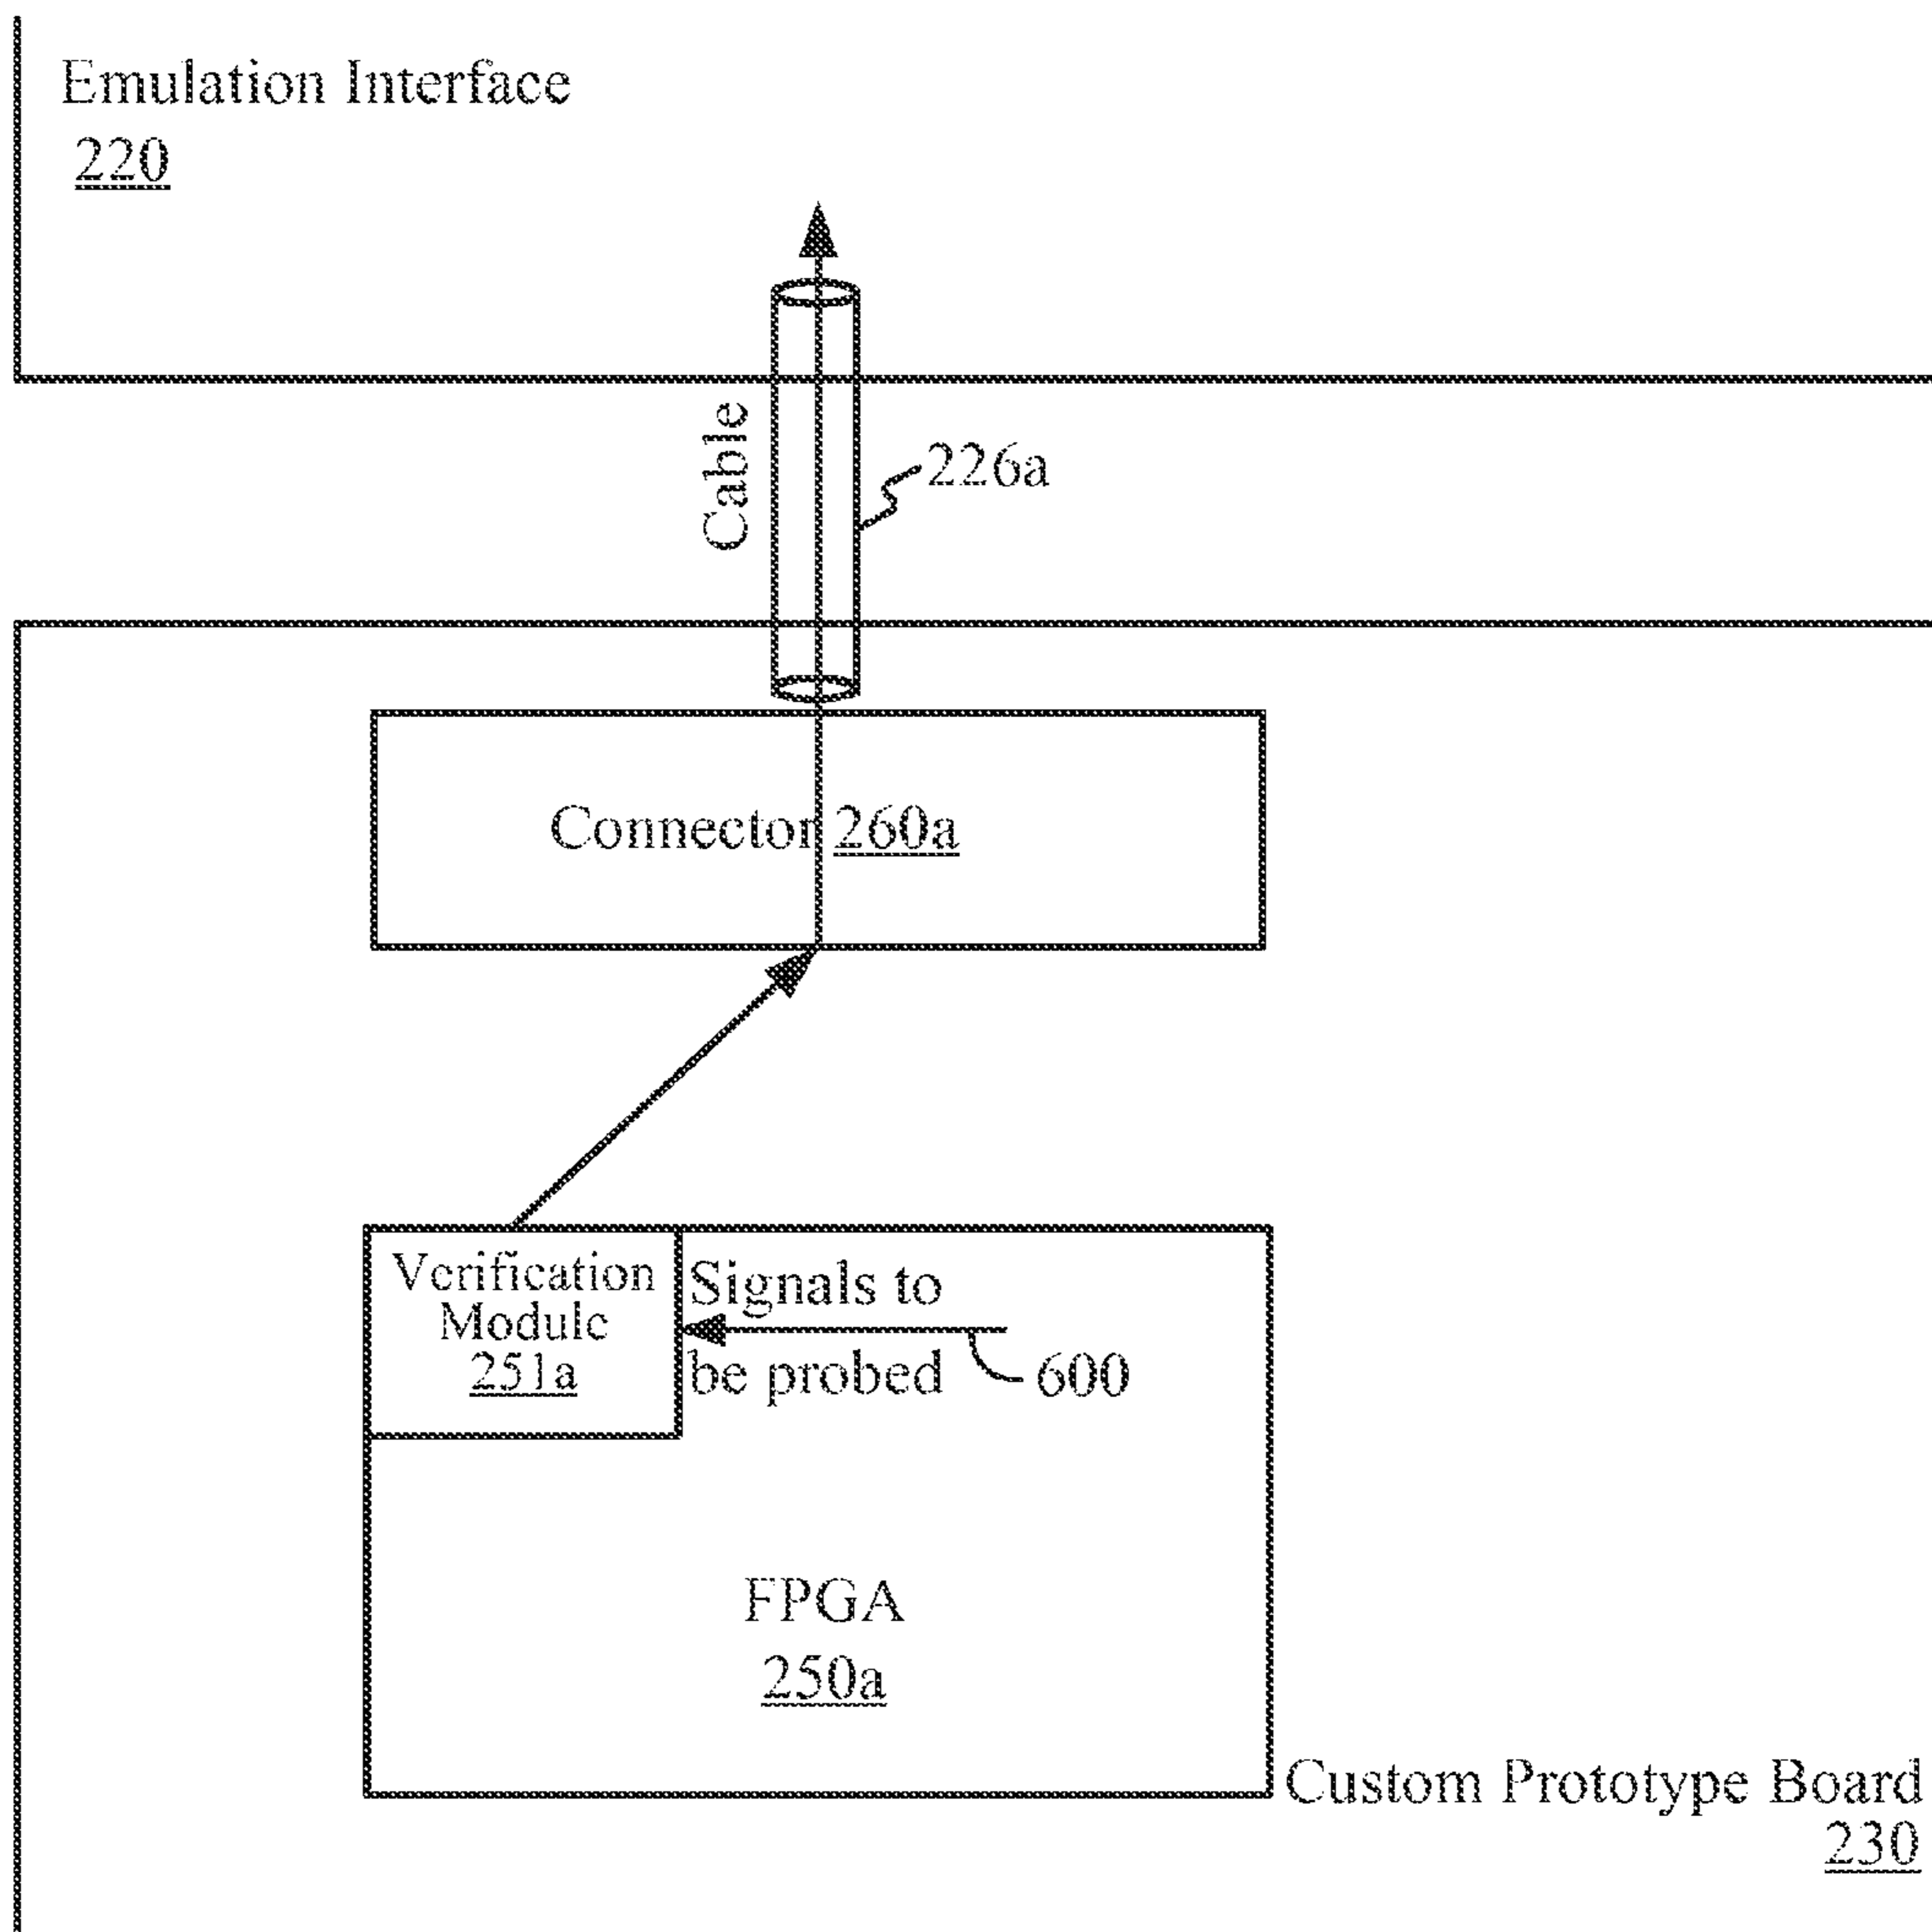 Emulation Interface
220
Cable
226a
Connector 260a
Verification
Module
251a
Signals to
be probed
600
FPGA
250a
Custom Prototype Board
230